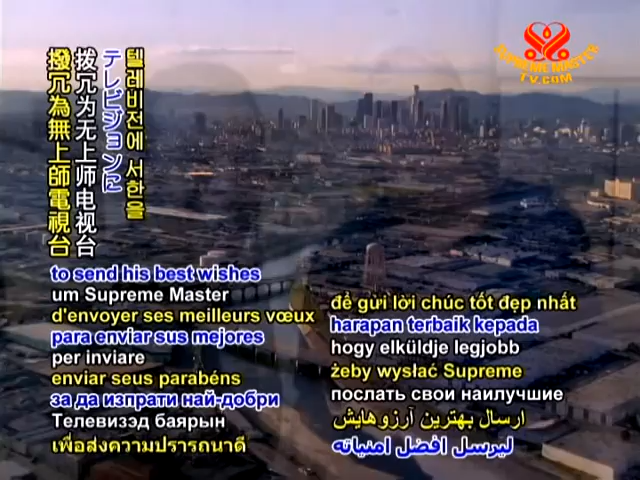 SUPREME MASTER
TV.COM
텔레비전에 서한을
テレビジョンに
拨冗为无上师电视台
撥冗為無上師電視台
to send his best wishes
um Supreme Master
d'envoyer ses meilleurs vœux
para enviar sus mejores
per inviare
enviar seus parabéns
за да изпрати най-добри
Телевизэд баярын
เพื่อส่งความปรารถนาดี
để gửi lời chúc tốt đẹp nhất
harapan terbaik kepada
hogy elküldje legjobb
żeby wysłać Supreme
послать свои наилучшие
ارسال بهترین آرزوهایش
ليرسل افضل امنياته